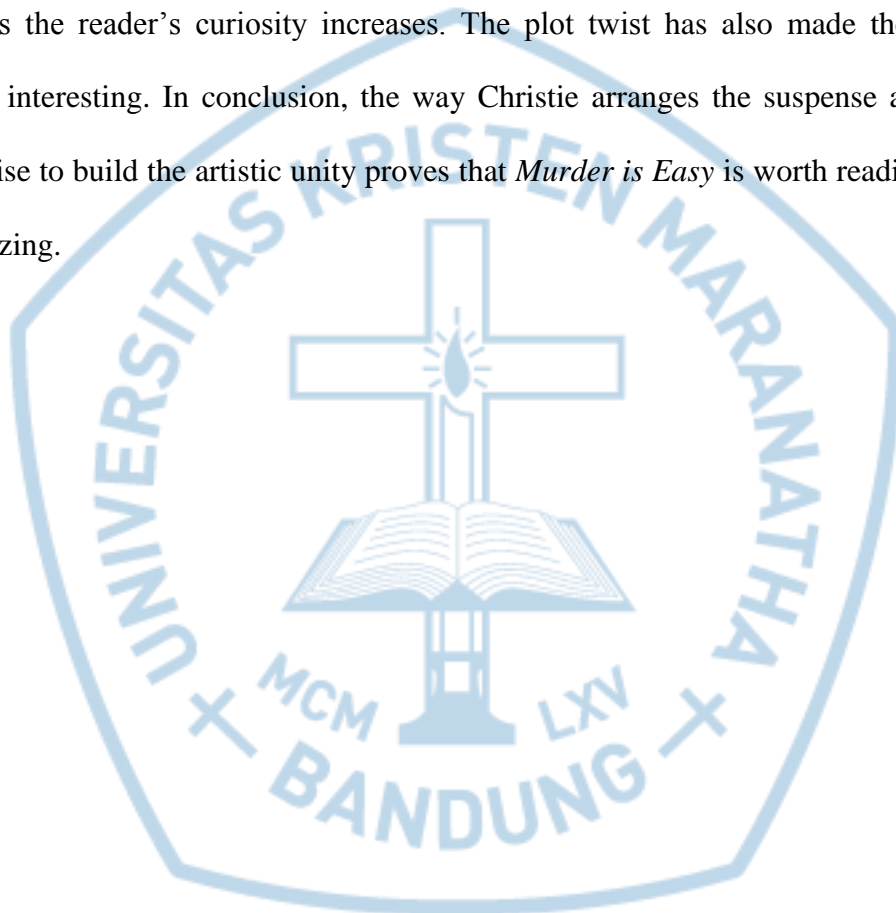 s the reader’s curiosity increases. The plot twist has also made the
interesting. In conclusion, the way Christie arranges the suspense a
ise to build the artistic unity proves that Murder is Easy is worth readi
zing.
UNIVERSITAS KRISTEN MARANATHA
MCM LXV
BANDUNG